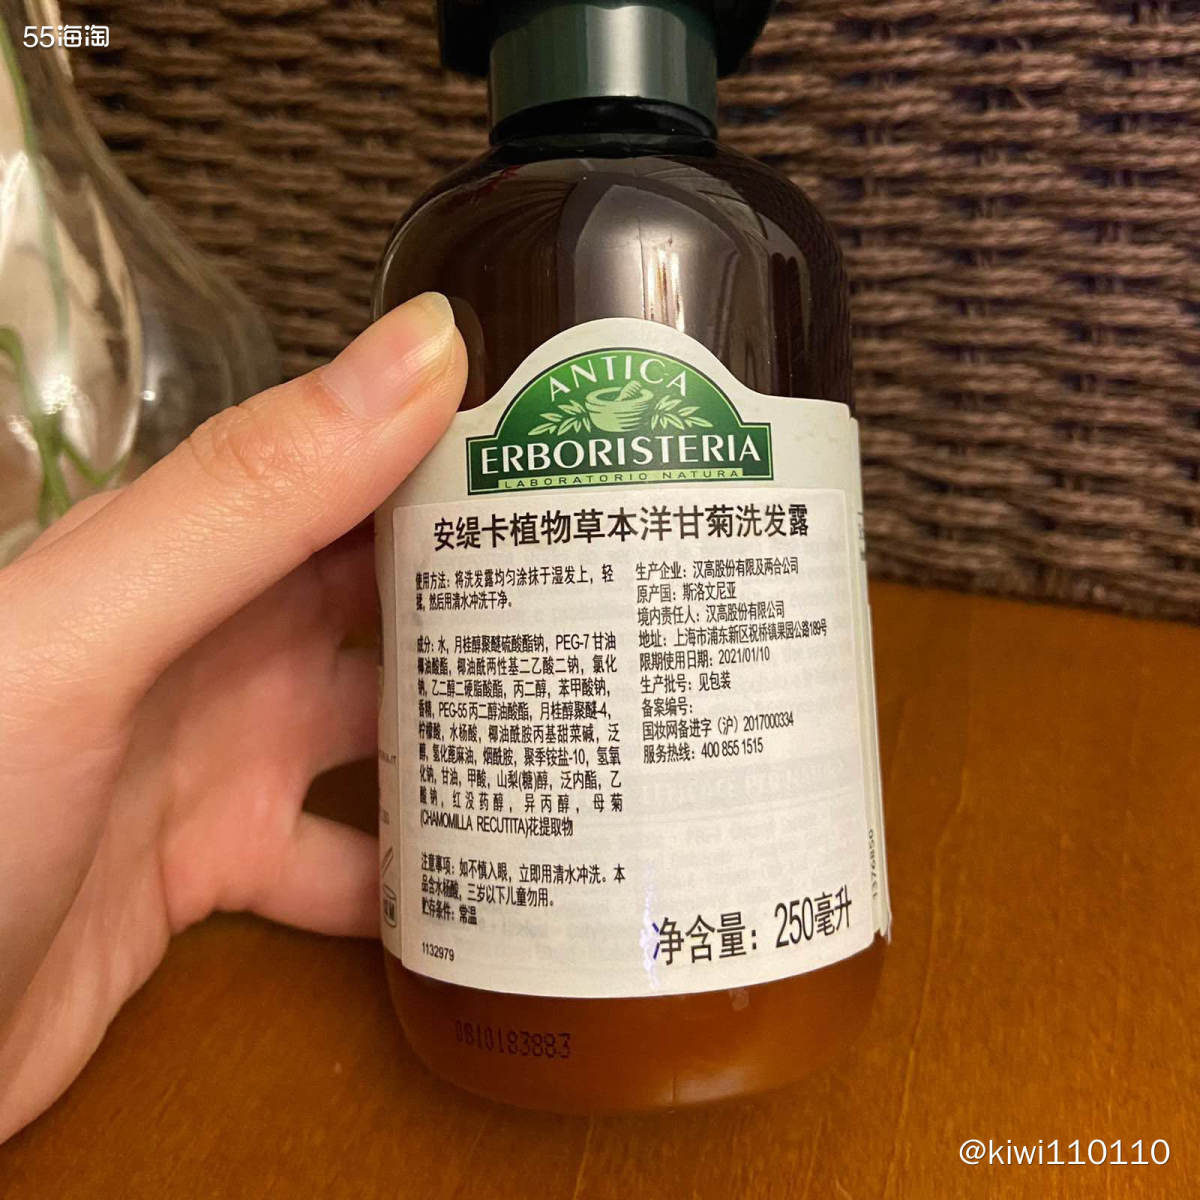 55海淘
ANTICA
ERBORISTERIA
LABORATORIO NATURA
安缇卡植物草本洋甘菊洗发露
使用方法：将洗发露均匀涂抹于湿发上，轻
揉，然后用清水冲洗干净。
成分：水，月桂醇聚醚硫酸酯钠，PEG-7 甘油
椰油酸酯，椰油酰两性基二乙酸二钠，氯化
钠，乙二醇二硬脂酸酯，丙二醇，苯甲酸钠，
香精，PEG-55 丙二醇油酸酯，月桂醇聚醚-4，
柠檬酸，水杨酸，椰油酰胺丙基甜菜碱，泛
醇，氢化蓖麻油，烟酰胺，聚季铵盐-10，氢氧
化钠，甘油，甲酸，山梨(糖)醇，泛内酯，乙
酸钠，红没药醇，异丙醇，母菊
(CHAMOMILLA RECUTITA)花提取物
注意事项：如不慎入眼，立即用清水冲洗。本
品含水杨酸，三岁以下儿童勿用。
贮存条件：常温
1132979
生产企业：汉高股份有限及两合公司
原产国：斯洛文尼亚
境内责任人：汉高股份有限公司
地址：上海市浦东新区祝桥镇果园公路189号
限期使用日期：2021/01/10
生产批号：见包装
备案编号：
国妆网备进字（沪）2017000334
服务热线：400 855 1515
净含量：250毫升
1376850
0810183883
@kiwi110110